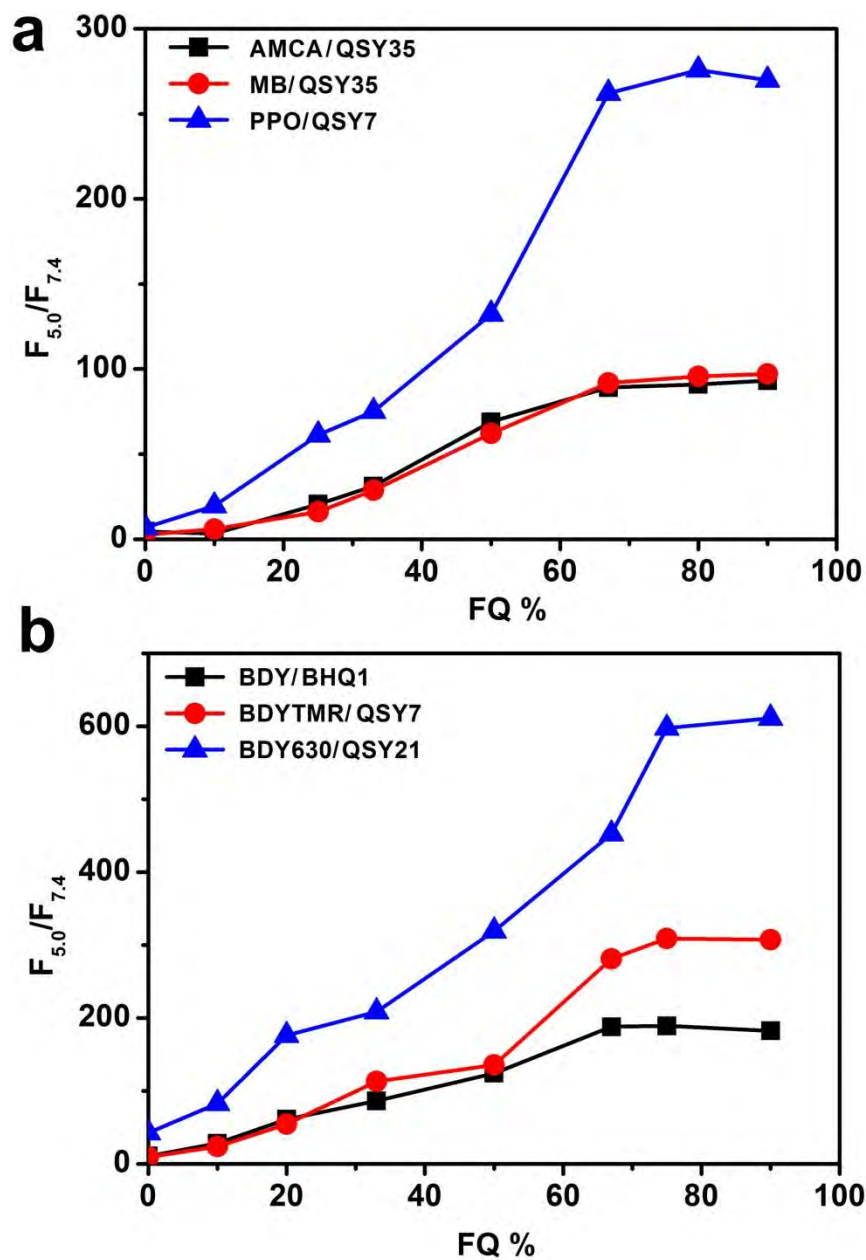 a
AMCA/QSY35
MB/QSY35
PPO/QSY7
300
200
100
0
F5.0/F7.4
0 20 40 60 80 100
FQ %
b
BDY/BHQ1
BDYTMR/QSY7
BDY630/QSY21
600
400
200
0
F5.0/F7.4
0 20 40 60 80 100
FQ %